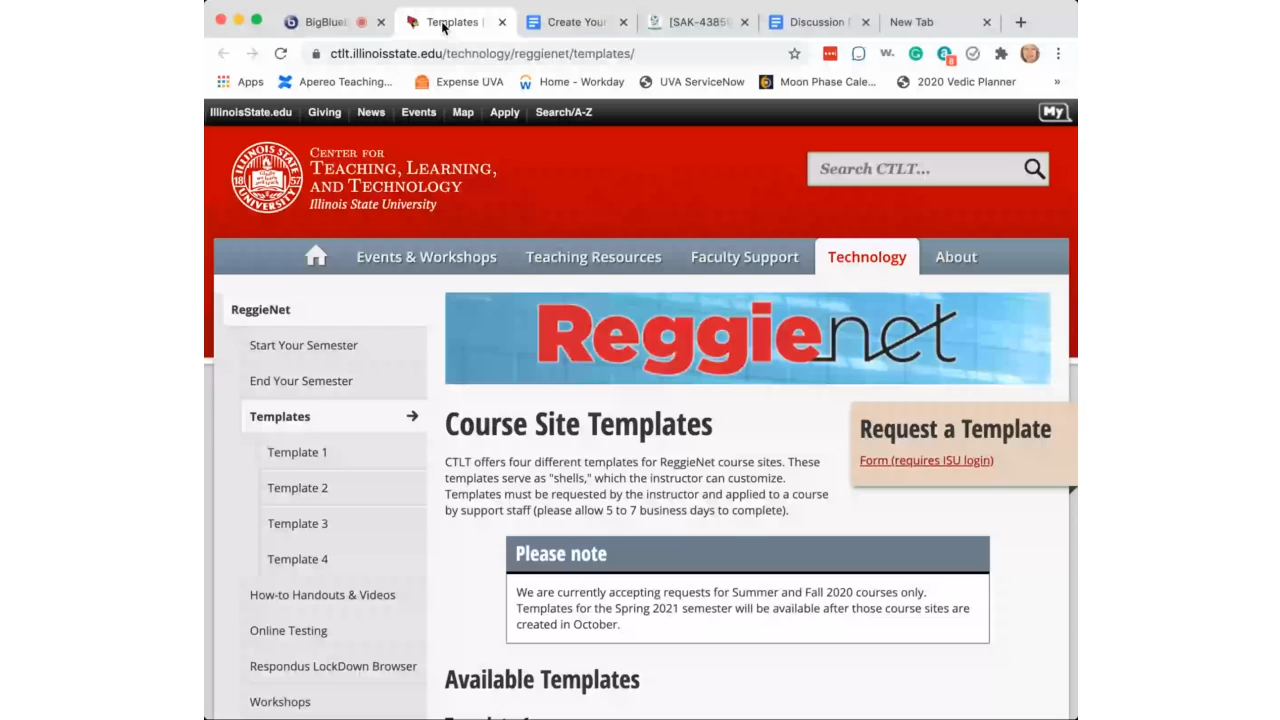 BigBlue
Templates |
Create Your
[SAK-4385
Discussion
New Tab
ctlt.illinoisstate.edu/technology/reggienet/templates/
w.
8
Apps
Apereo Teaching...
Expense UVA
Home - Workday
UVA ServiceNow
Moon Phase Cale...
2020 Vedic Planner
»
IllinoisState.edu
Giving
News
Events
Map
Apply
Search/A-Z
My
CENTER FOR
TEACHING, LEARNING,
AND TECHNOLOGY
Illinois State University
18 57
Search CTLT...
Events & Workshops
Teaching Resources
Faculty Support
Technology
About
ReggieNet
Start Your Semester
End Your Semester
Templates
Template 1
Template 2
Template 3
Template 4
How-to Handouts & Videos
Online Testing
Respondus LockDown Browser
Workshops
Reggienet
Course Site Templates
CTLT offers four different templates for ReggieNet course sites. These
templates serve as "shells," which the instructor can customize.
Templates must be requested by the instructor and applied to a course
by support staff (please allow 5 to 7 business days to complete).
Request a Template
Form (requires ISU login)
Please note
We are currently accepting requests for Summer and Fall 2020 courses only.
Templates for the Spring 2021 semester will be available after those course sites are
created in October.
Available Templates